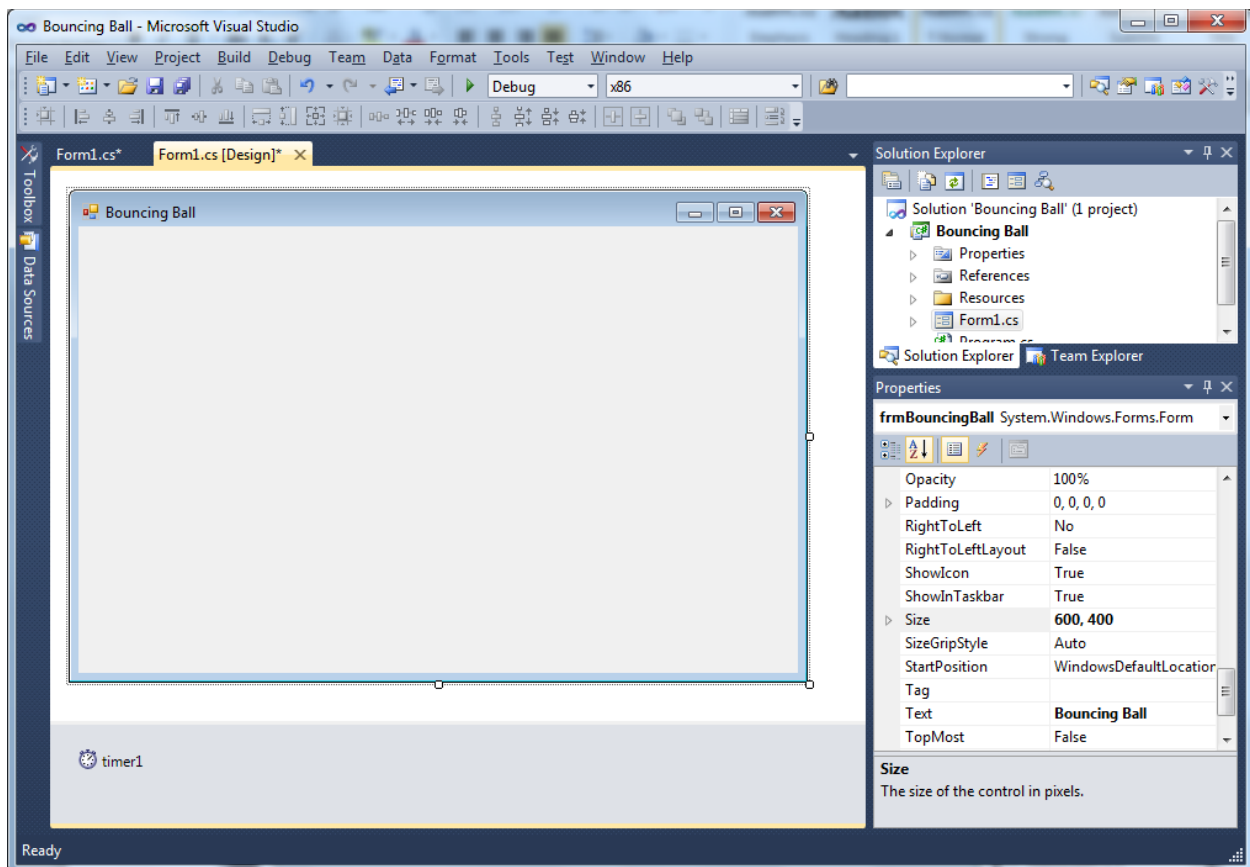 Bouncing Ball - Microsoft Visual Studio
File Edit View Project Build Debug Team Data Format Tools Test Window Help
Debug x86
Form1.cs* Form1.cs [Design]*
Toolbox
Data Sources
Bouncing Ball
timer1
Solution Explorer
Solution 'Bouncing Ball' (1 project)
Bouncing Ball
Properties
References
Resources
Form1.cs
Program.cs
Solution Explorer Team Explorer
Properties
frmBouncingBall System.Windows.Forms.Form
Opacity 100%
Padding 0, 0, 0, 0
RightToLeft No
RightToLeftLayout False
ShowIcon True
ShowInTaskbar True
Size 600, 400
SizeGripStyle Auto
StartPosition WindowsDefaultLocation
Tag
Text Bouncing Ball
TopMost False
Size
The size of the control in pixels.
Ready